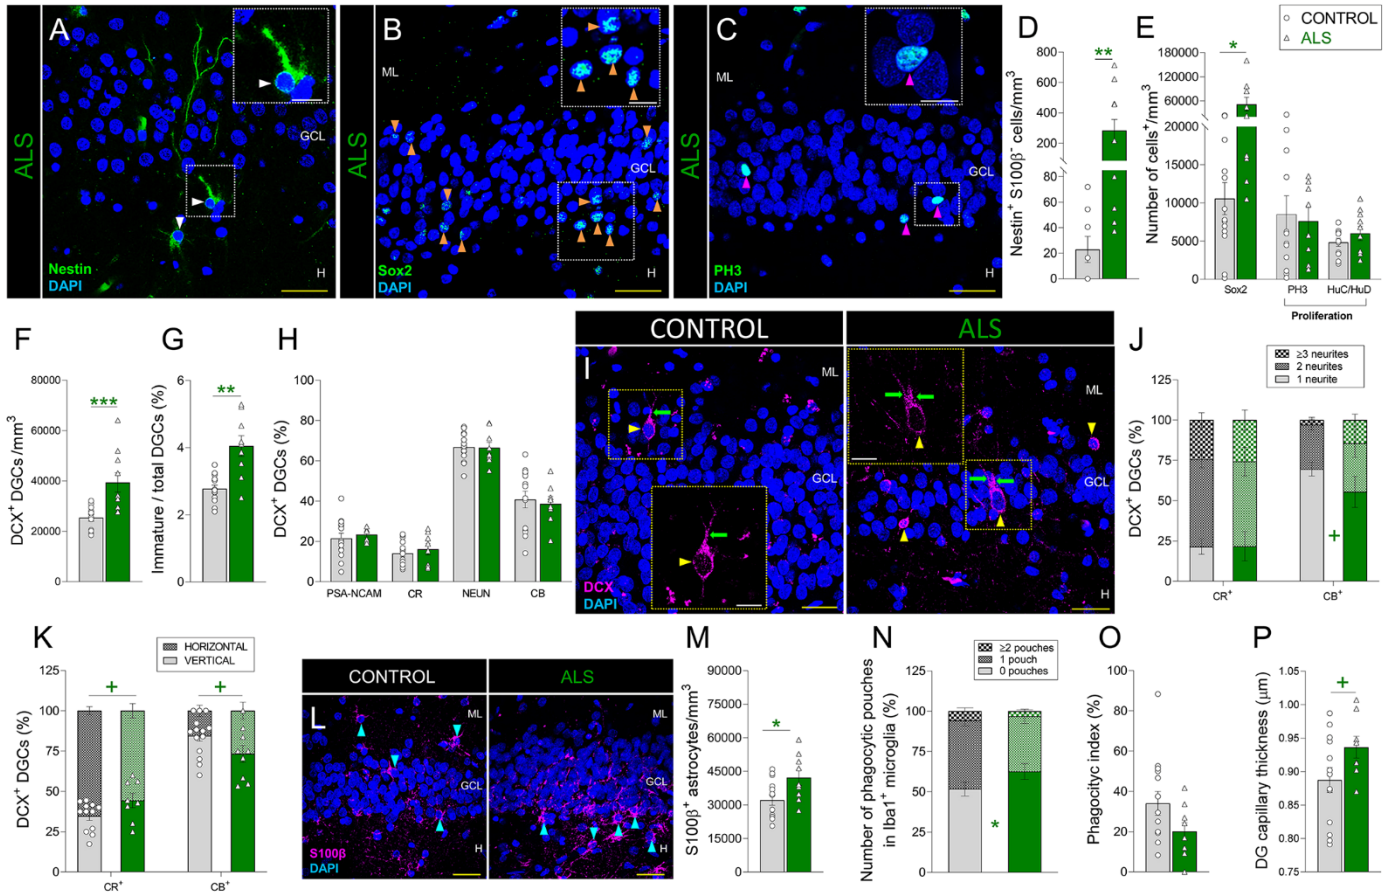 A
ML
GCL
ALS
Nestin
DAPI
H
B
ML
GCL
ALS
Sox2
DAPI
H
C
ML
GCL
ALS
PH3
DAPI
H
D
Nestin⁺ S100β⁻ cells/mm³
800
600
400
200
60
40
20
0
**
CONTROL
ALS
E
Number of cells⁺/mm³
180000
120000
60000
20000
15000
10000
5000
0
*
Sox2
PH3
HuC/HuD
Proliferation
F
DCX⁺ DGCs /mm³
80000
60000
40000
20000
0
***
G
Immature / total DGCs (%)
6
4
2
0
**
H
DCX⁺ DGCs (%)
100
80
60
40
20
0
PSA-NCAM
CR
NEUN
CB
CONTROL
ALS
I
ML
GCL
DCX
DAPI
ML
GCL
H
J
≥3 neurites
2 neurites
1 neurite
DCX⁺ DGCs (%)
125
100
75
50
25
0
+
CR⁺
CB⁺
K
HORIZONTAL
VERTICAL
DCX⁺ DGCs (%)
125
100
75
50
25
0
+
+
CR⁺
CB⁺
CONTROL
ALS
L
ML
GCL
H
S100β
DAPI
ML
GCL
H
M
S100β⁺ astrocytes/mm³
90000
75000
60000
45000
30000
15000
0
*
N
≥2 pouches
1 pouch
0 pouches
Number of phagocytic pouches
in Iba1⁺ microglia (%)
125
100
75
50
25
0
*
O
Phagocityc index (%)
100
80
60
40
20
0
P
DG capillary thickness (μm)
1.05
1.00
0.95
0.90
0.85
0.80
0.75
+